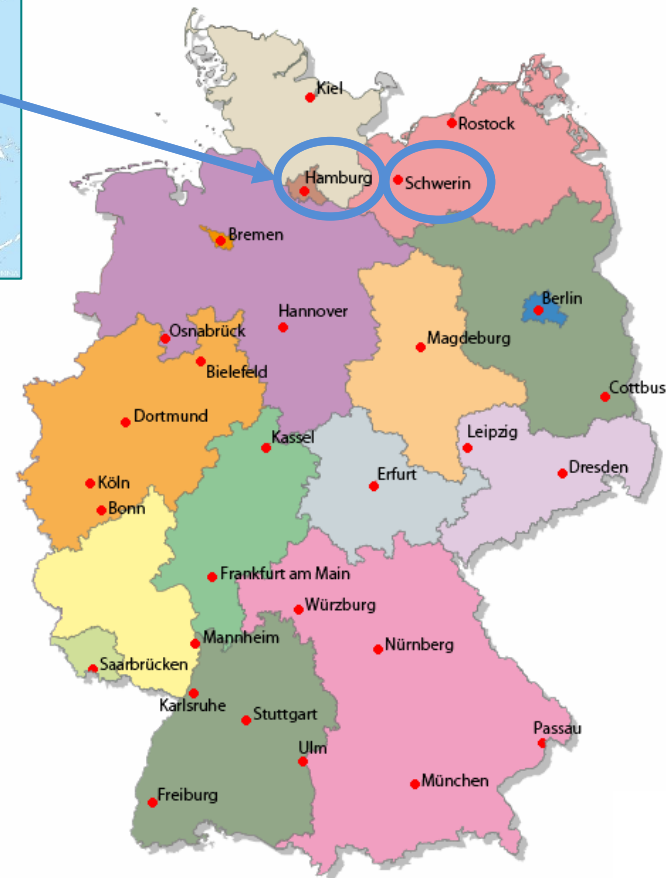 Kiel
Rostock
Hamburg
Schwerin
Bremen
Berlin
Hannover
Osnabrück
Magdeburg
Bielefeld
Cottbus
Dortmund
Leipzig
Kassel
Dresden
Erfurt
Köln
Bonn
Frankfurt am Main
Würzburg
Mannheim
Nürnberg
Saarbrücken
Karlsruhe
Stuttgart
Passau
Ulm
München
Freiburg